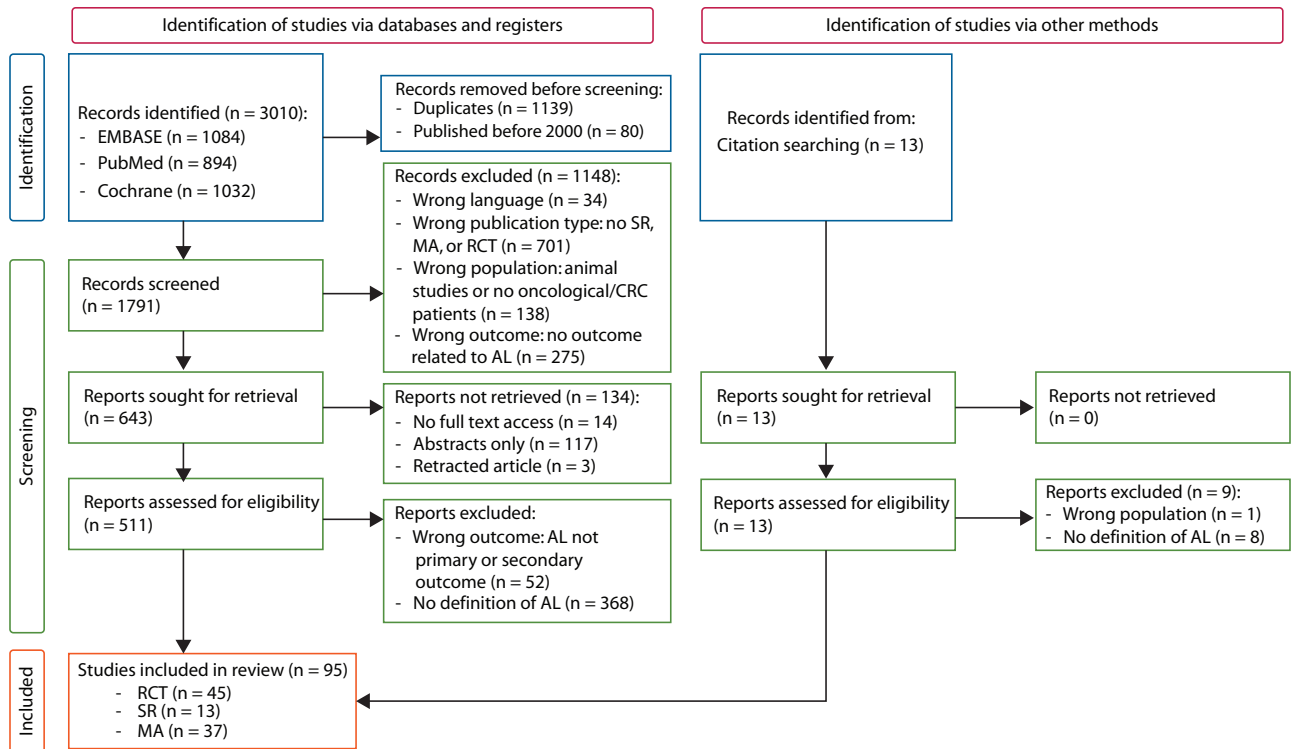 Identification of studies via databases and registers
Identification of studies via other methods
Identification
Records identified (n = 3010):
- EMBASE (n = 1084)
- PubMed (n = 894)
- Cochrane (n = 1032)
Records removed before screening:
- Duplicates (n = 1139)
- Published before 2000 (n = 80)
Records identified from:
Citation searching (n = 13)
Screening
Records screened
(n = 1791)
Records excluded (n = 1148):
- Wrong language (n = 34)
- Wrong publication type: no SR,
MA, or RCT (n = 701)
- Wrong population: animal
studies or no oncological/CRC
patients (n = 138)
- Wrong outcome: no outcome
related to AL (n = 275)
Reports sought for retrieval
(n = 643)
Reports not retrieved (n = 134):
- No full text access (n = 14)
- Abstracts only (n = 117)
- Retracted article (n = 3)
Reports sought for retrieval
(n = 13)
Reports not retrieved
(n = 0)
Reports assessed for eligibility
(n = 511)
Reports excluded:
- Wrong outcome: AL not
primary or secondary
outcome (n = 52)
- No definition of AL (n = 368)
Reports assessed for eligibility
(n = 13)
Reports excluded (n = 9):
- Wrong population (n = 1)
- No definition of AL (n = 8)
Included
Studies included in review (n = 95)
- RCT (n = 45)
- SR (n = 13)
- MA (n = 37)